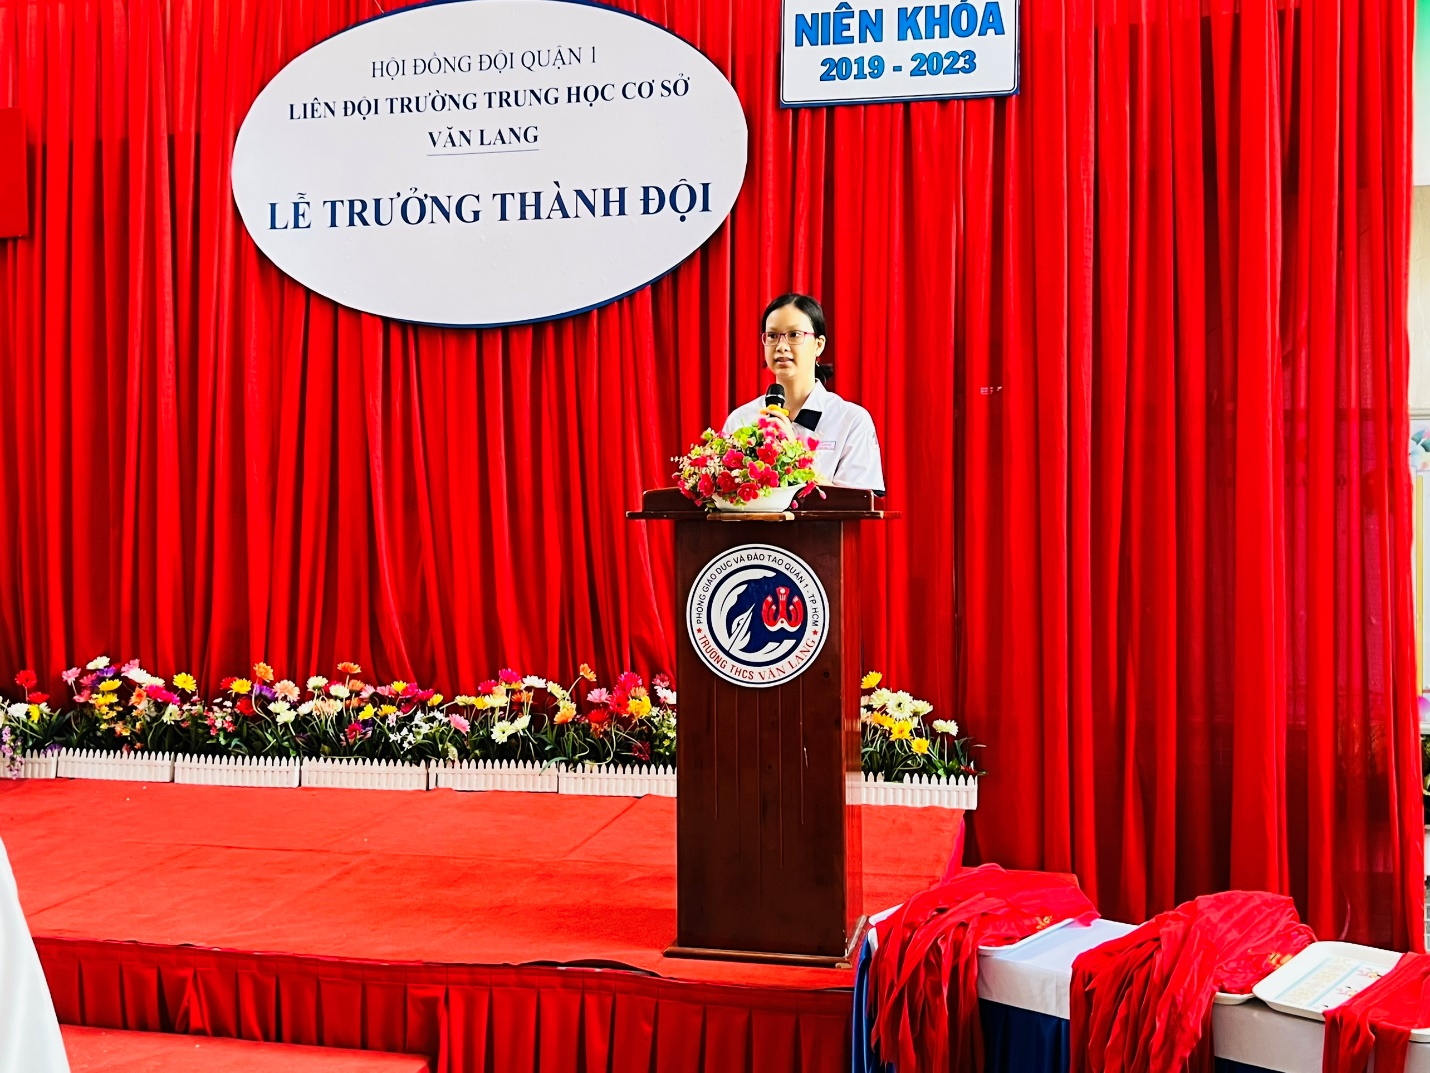 HỘI ĐỒNG ĐỘI QUẬN 1
LIÊN ĐỘI TRƯỜNG TRUNG HỌC CƠ SỞ
VĂN LANG
LỄ TRƯỞNG THÀNH ĐỘI
NIÊN KHÓA
2019 - 2023
PHÒNG GIÁO DỤC VÀ ĐÀO TẠO QUẬN 1 - TP HCM
TRƯỜNG THCS VĂN LANG